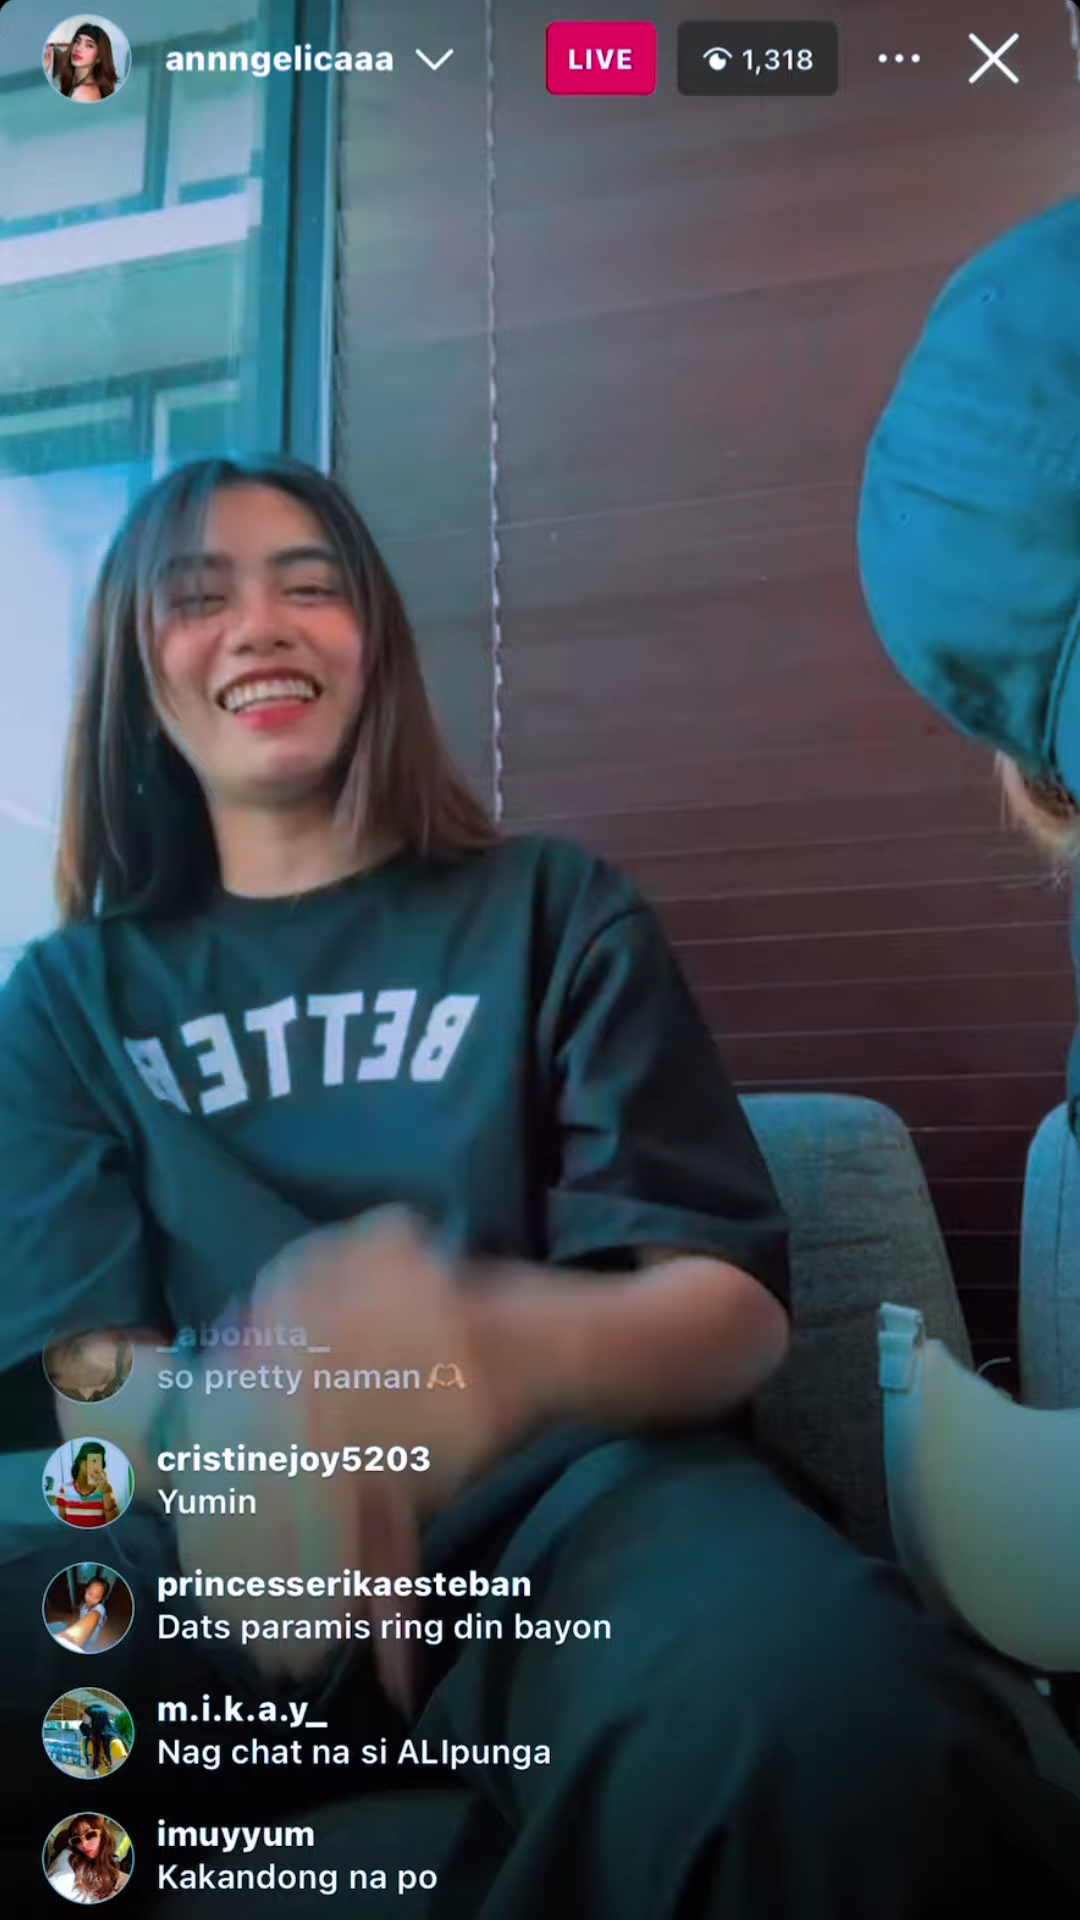 annngelicaaa
LIVE
1,318
BETTER
_abonita_
so pretty naman🫶🏼
cristinejoy5203
Yumin
princesserikaesteban
Dats paramis ring din bayon
m.i.k.a.y_
Nag chat na si ALIpunga
imuyyum
Kakandong na po